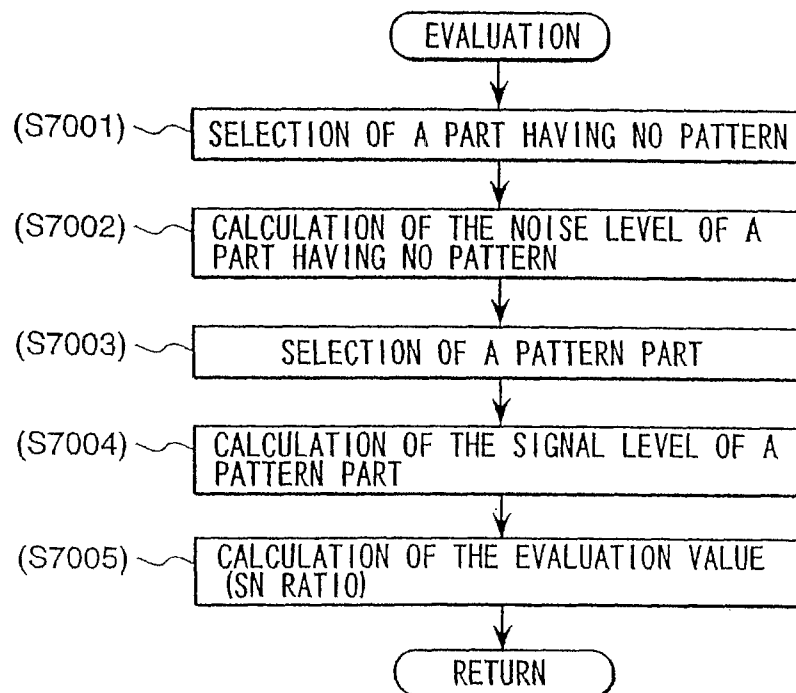 EVALUATION
(S7001) SELECTION OF A PART HAVING NO PATTERN
(S7002) CALCULATION OF THE NOISE LEVEL OF A
PART HAVING NO PATTERN
(S7003) SELECTION OF A PATTERN PART
(S7004) CALCULATION OF THE SIGNAL LEVEL OF A
PATTERN PART
(S7005) CALCULATION OF THE EVALUATION VALUE
(SN RATIO)
RETURN